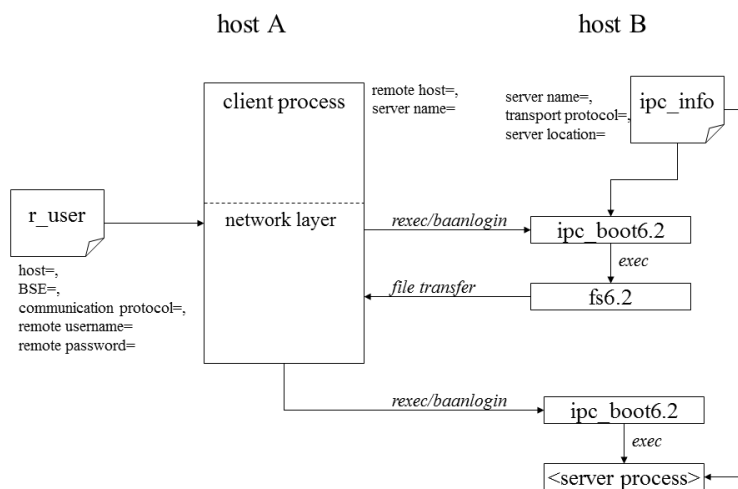 host A
host B
client process
remote host=,
server name=
server name=,
transport protocol=,
server location=
ipc_info
r_user
network layer
rexec/baanlogin
ipc_boot6.2
exec
host=,
BSE=,
communication protocol=,
remote username=
remote password=
file transfer
fs6.2
rexec/baanlogin
ipc_boot6.2
exec
<server process>